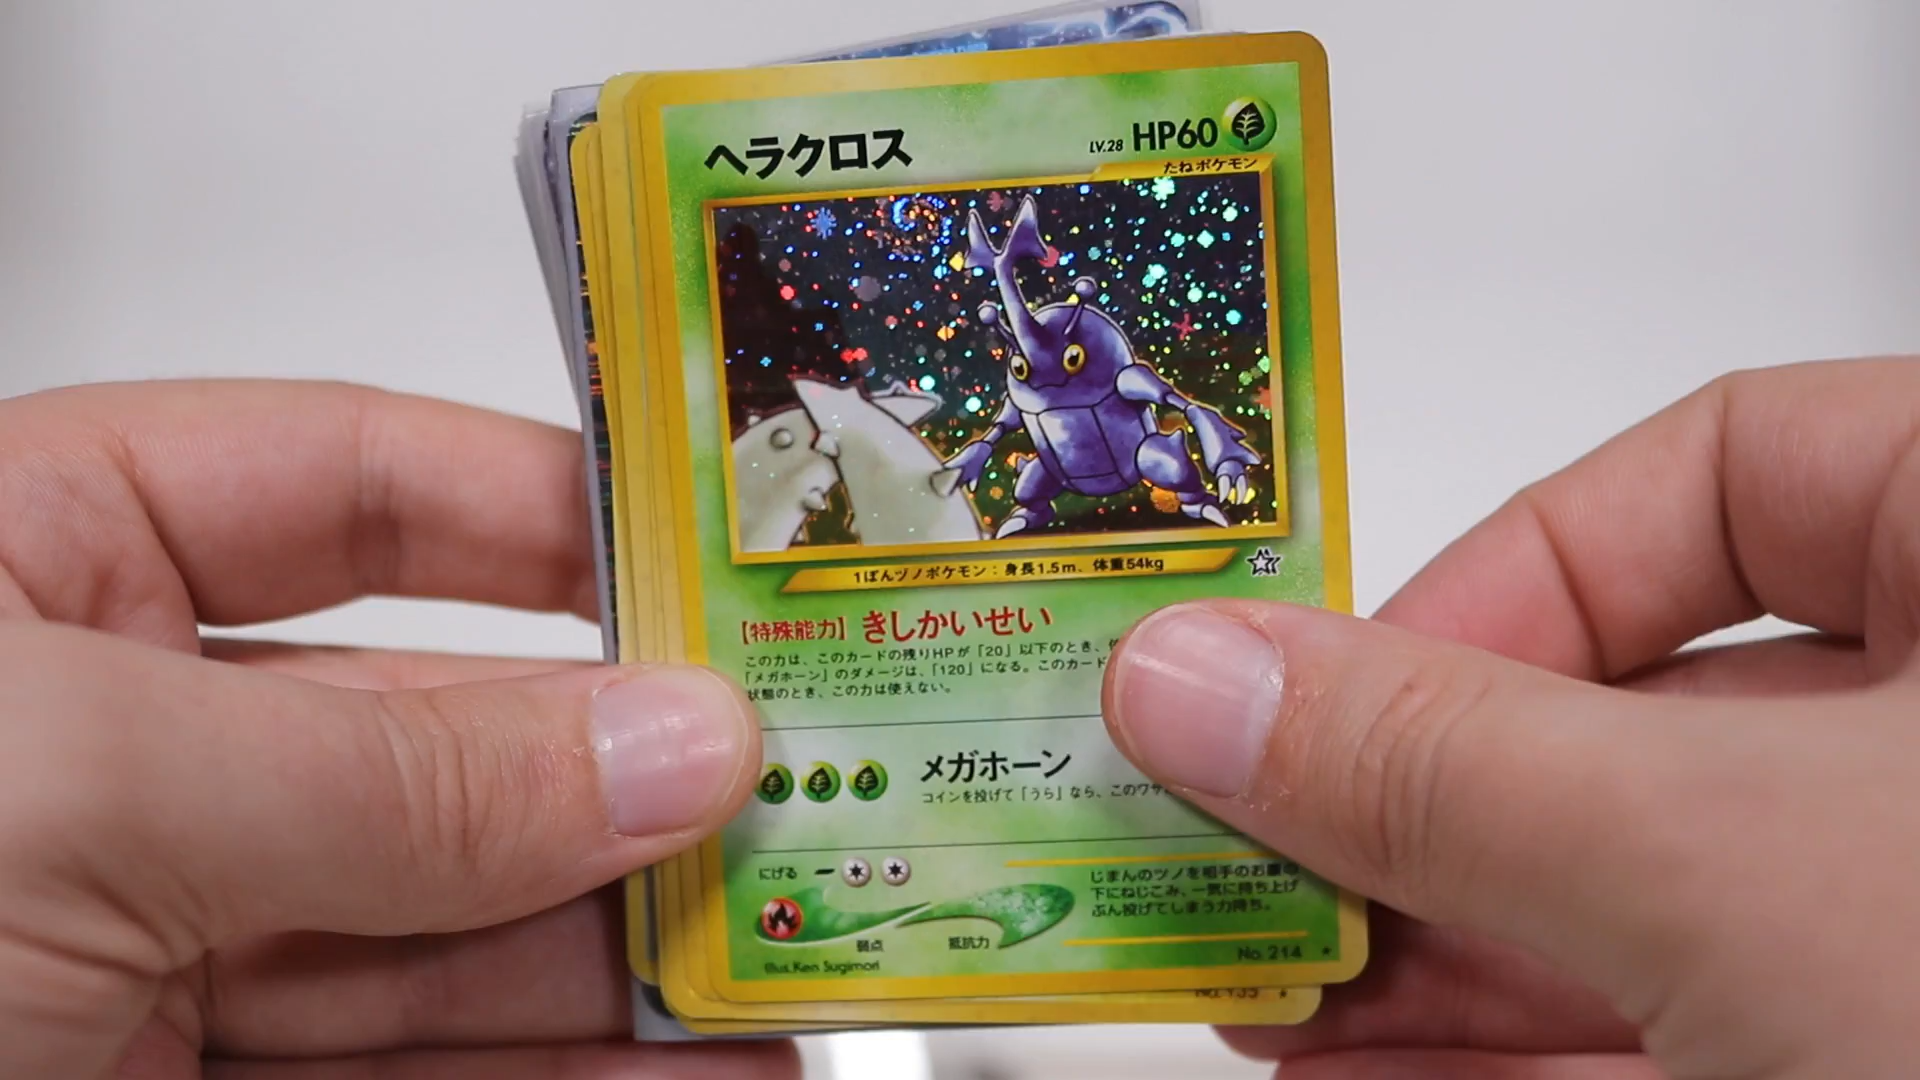 ヘラクロス
LV.28 HP60
たねポケモン
1ぽんヅノポケモン：身長1.5m、体重54kg
【特殊能力】 きしかいせい
この力は、このカードの残りHPが「20」以下のとき、
「メガホーン」のダメージは、「120」になる。このカード
状態のとき、この力は使えない。
メガホーン
コインを投げて「うら」なら、このワザ
にげる
じまんのツノを相手のお腹の
下にねじこみ、一気に持ち上げ
ぶん投げてしまう力持ち。
弱点 抵抗力
Illus. Ken Sugimori
No. 214 ★